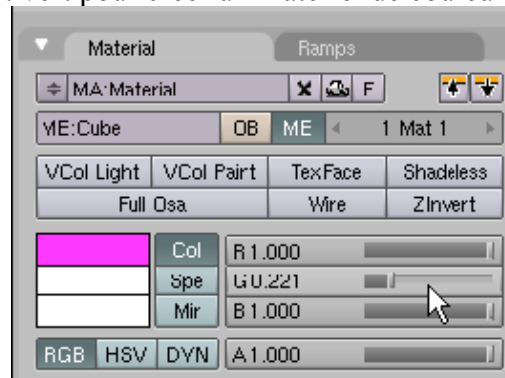 Material Ramps
MA:Material F
ME:Cube OB ME 1 Mat 1
VCol Light VCol Paint TexFace Shadeless
Full Osa Wire ZInvert
Col R 1.000
Spe G 0.221
Mir B 1.000
RGB HSV DYN A 1.000